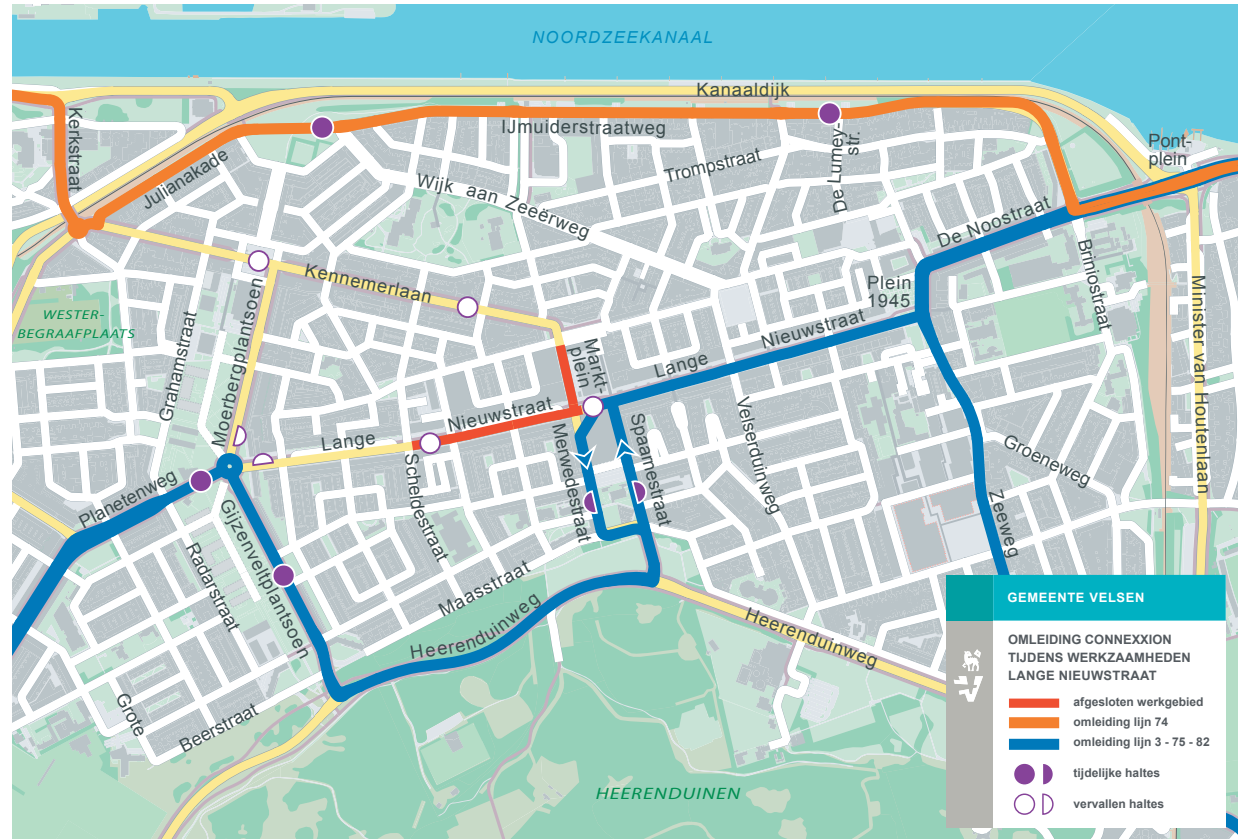 NOORDZEEKANAAL
Kanaaldijk
Kerkstraat
IJmuiderstraatweg
De Lumey-
str.
Pont-
plein
Julianakade
Trompstraat
Wijk aan Zeeërweg
De Noostraat
Kennemerlaan
Plein
1945
Briniostraat
WESTER-
BEGRAAFPLAATS
Grahamstraat
Moerbergplantsoen
Markt-
plein
Lange Nieuwstraat
Minister van Houtenlaan
Lange Nieuwstraat
Velserduinweg
Groeneweg
Scheldestraat
Merwedestraat
Spaarnestraat
Planetenweg
Gijzenveltplantsoen
Zeeweg
Radarstraat
Maasstraat
Heerenduinweg
Heerenduinweg
Grote Beerstraat
HEERENDUINEN
GEMEENTE VELSEN
OMLEIDING CONNEXXION
TIJDENS WERKZAAMHEDEN
LANGE NIEUWSTRAAT
afgesloten werkgebied
omleiding lijn 74
omleiding lijn 3 - 75 - 82
tijdelijke haltes
vervallen haltes